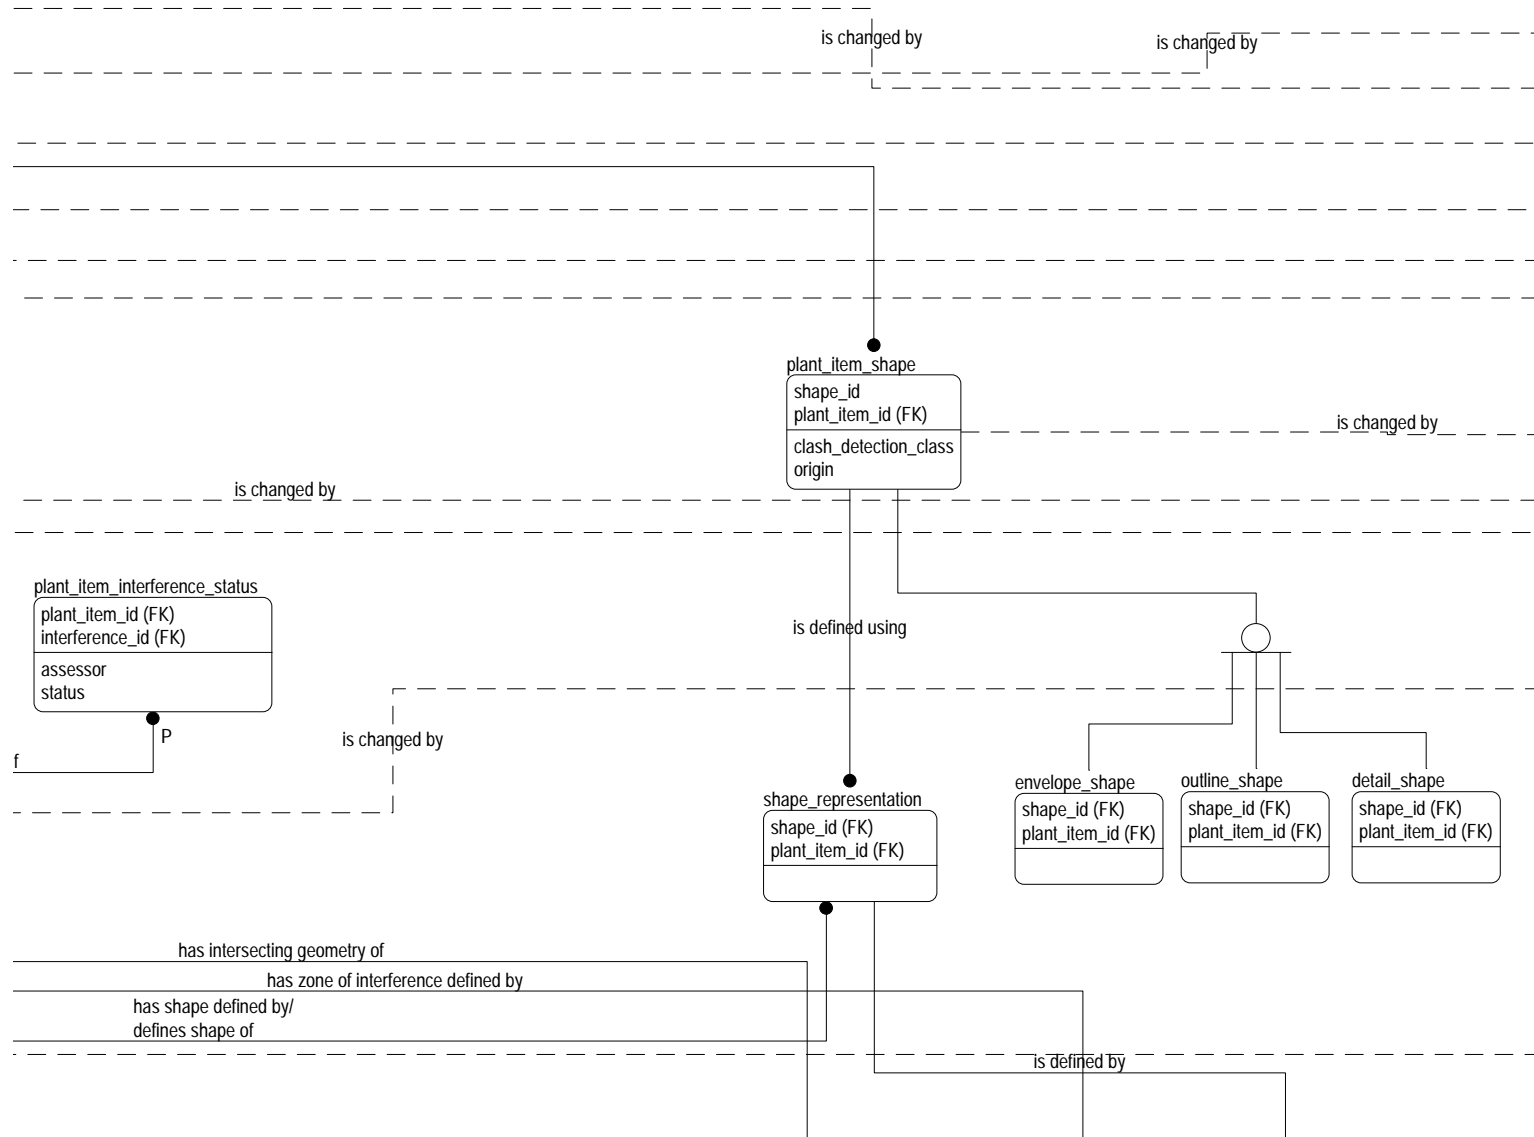 is changed by
is changed by
plant_item_shape
shape_id
plant_item_id (FK)
clash_detection_class
origin
is changed by
is changed by
plant_item_interference_status
plant_item_id (FK)
interference_id (FK)
assessor
status
P
f
is defined using
is changed by
shape_representation
shape_id (FK)
plant_item_id (FK)
envelope_shape
shape_id (FK)
plant_item_id (FK)
outline_shape
shape_id (FK)
plant_item_id (FK)
detail_shape
shape_id (FK)
plant_item_id (FK)
has intersecting geometry of
has zone of interference defined by
has shape defined by/
defines shape of
is defined by